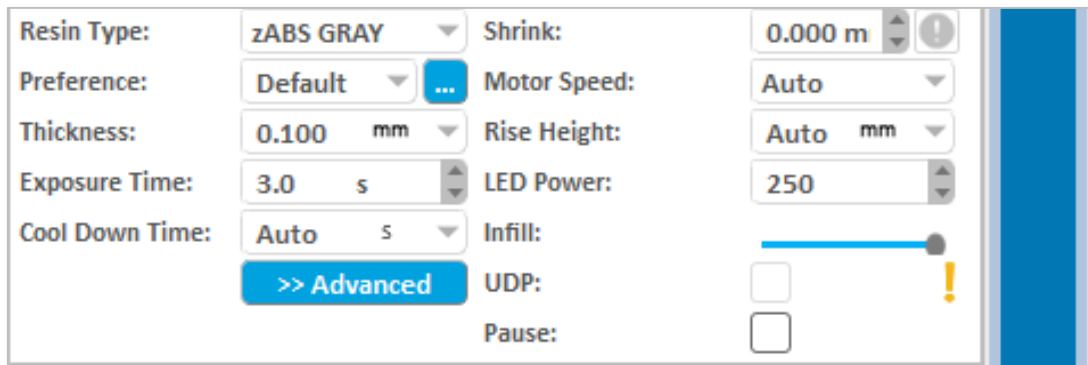 Resin Type: zABS GRAY Shrink: 0.000 m
Preference: Default ... Motor Speed: Auto
Thickness: 0.100 mm Rise Height: Auto mm
Exposure Time: 3.0 s LED Power: 250
Cool Down Time: Auto s Infill:
>> Advanced UDP: !
Pause: